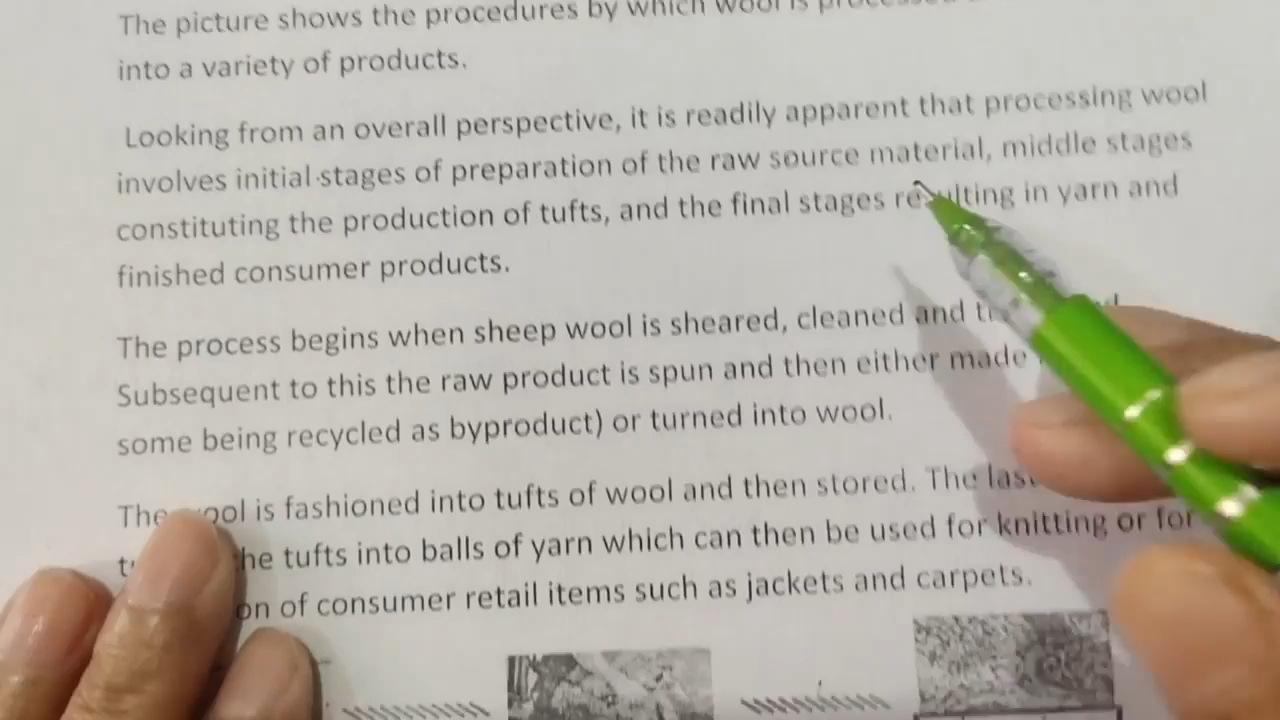 The picture shows the procedures by which wool is
into a variety of products.
Looking from an overall perspective, it is readily apparent that processing wool
involves initial stages of preparation of the raw source material, middle stages
constituting the production of tufts, and the final stages resulting in yarn and
finished consumer products.
The process begins when sheep wool is sheared, cleaned and
Subsequent to this the raw product is spun and then either made
some being recycled as byproduct) or turned into wool.
The wool is fashioned into tufts of wool and then stored. The
the tufts into balls of yarn which can then be used for knitting or for
of consumer retail items such as jackets and carpets.